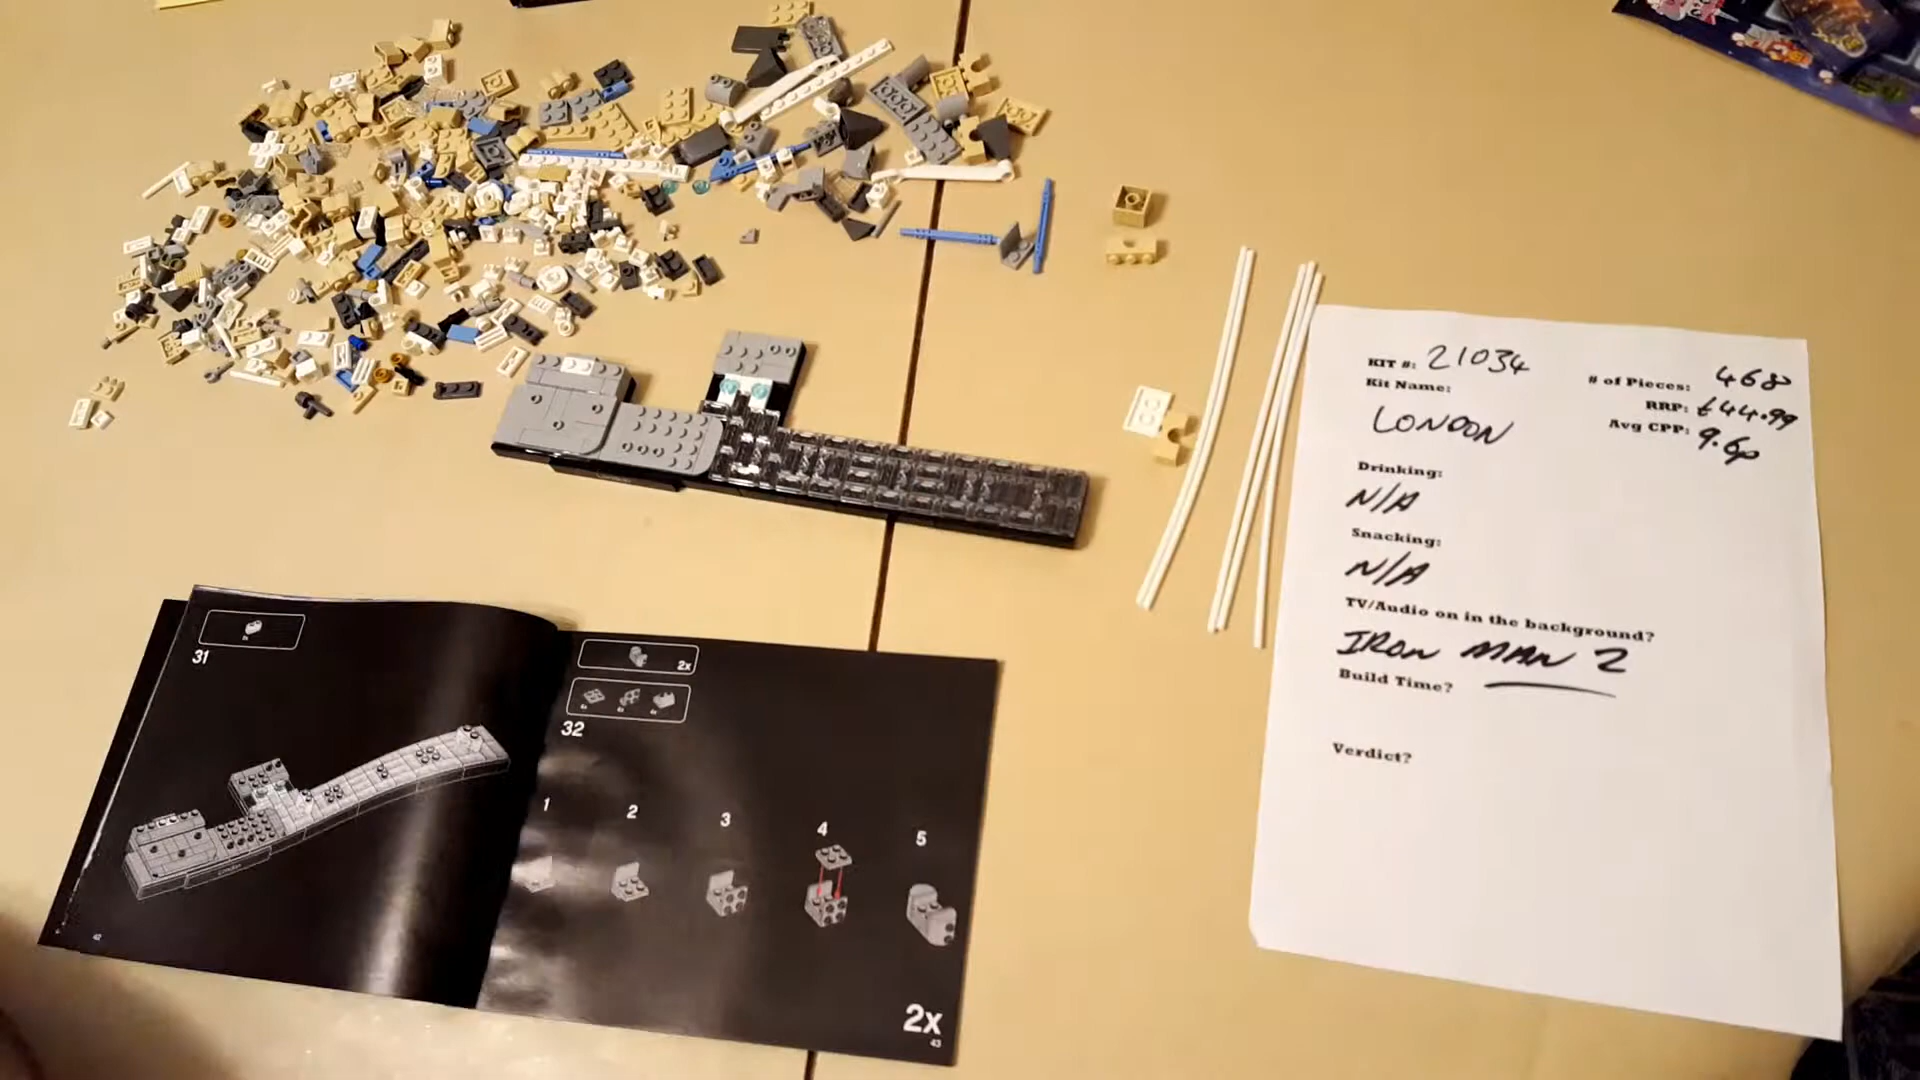 KIT #: 21034
# of Pieces: 468
Kit Name:
RRP: £44.99
LONDON
Avg CPP: 9.6p
Drinking:
N/A
Snacking:
N/A
TV/Audio on in the background?
IRON MAN 2
Build Time?
Verdict?
31
2x
32
1 2 3 4 5
42
2x
43